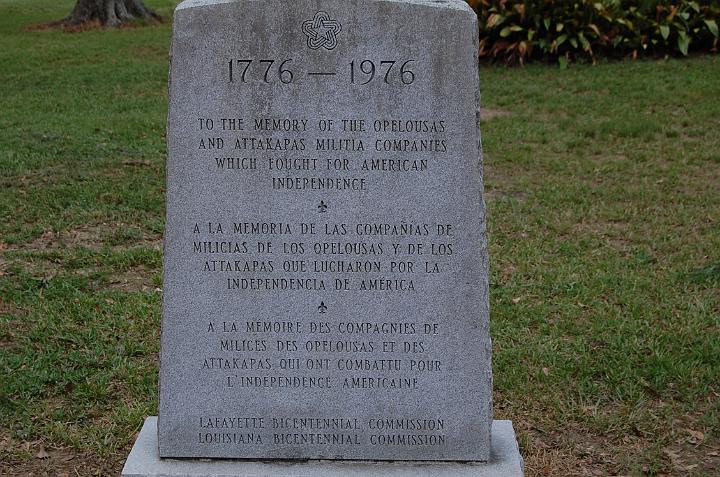 1776 — 1976
TO THE MEMORY OF THE OPELOUSAS
AND ATTAKAPAS MILITIA COMPANIES
WHICH FOUGHT FOR AMERICAN
INDEPENDENCE
A LA MEMORIA DE LAS COMPAÑÍAS DE
MILICIAS DE LOS OPELOUSAS Y DE LOS
ATTAKAPAS QUE LUCHARON POR LA
INDEPENDENCIA DE AMÉRICA
A LA MEMOIRE DES COMPAGNIES DE
MILICES DES OPELOUSAS ET DES
ATTAKAPAS QUI ONT COMBATTU POUR
L'INDEPENDENCE AMERICAINE
LAFAYETTE BICENTENNIAL COMMISSION
LOUISIANA BICENTENNIAL COMMISSION